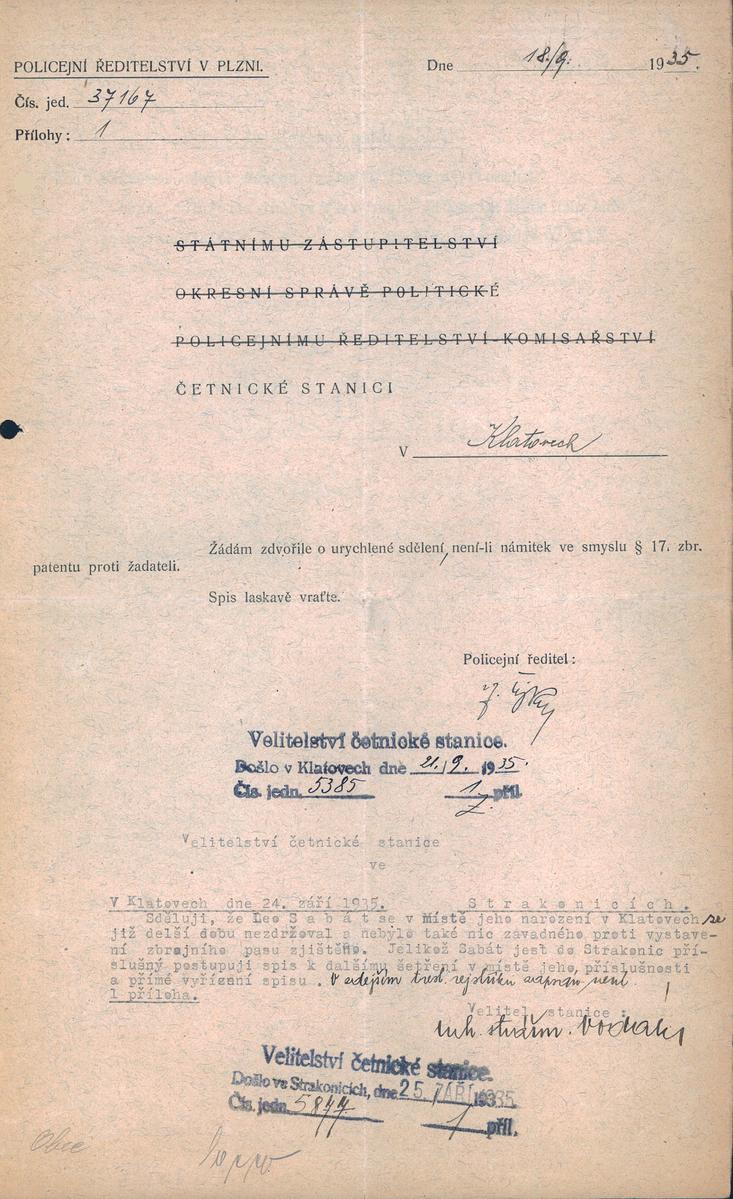 POLICEJNÍ ŘEDITELSTVÍ V PLZNI.
Dne 18./9. 1935.
Čís. jed. 37167
Přílohy: 1
STÁTNÍMU ZÁSTUPITELSTVÍ
OKRESNÍ SPRÁVĚ POLITICKÉ
POLICEJNÍMU ŘEDITELSTVÍ-KOMISAŘSTVÍ
ČETNICKÉ STANICI
V Klatovech
Žádám zdvořile o urychlené sdělení, není-li námitek ve smyslu § 17. zbr.
patentu proti žadateli.
Spis laskavě vraťte.
Policejní ředitel:
Velitelství četnické stanice.
Došlo v Klatovech dne 21./9. 1935.
Čís. jedn. 5385 1 příl.
Velitelství četnické stanice
ve
V Klatovech dne 24. září 1935. Strakonicích.
Sděluji, že Leo Sabát se v místě jeho narození v Klatovech se
již delší dobu nezdržoval a nebylo také nic závadného proti vystave-
ní zbrojního pasu zjištěno. Jelikož Sabát jest do Strakonic pří-
slušný postupuji spis k dalšímu šetření v místě jeho příslušnosti
a přímé vyřízení spisu. V zdejším trest. rejstříku zapsán není.
1 příloha.
Velitel stanice:
Velitelství četnické stanice.
Došlo ve Strakonicích, dne 25. ZÁŘÍ 1935
Čís. jedn. 5877 1 příl.